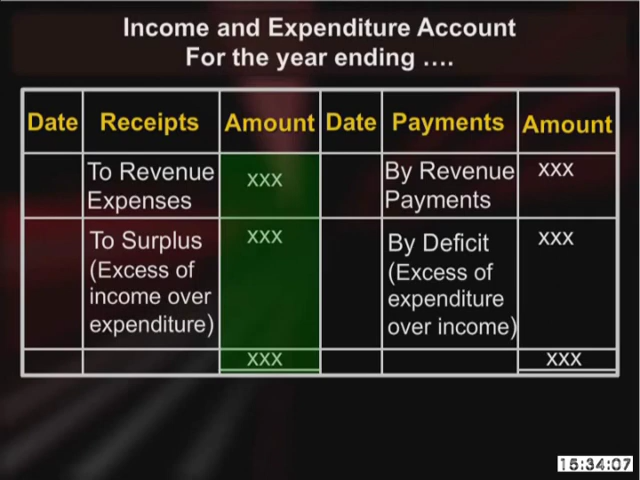 Income and Expenditure Account
For the year ending ....
Date Receipts Amount Date Payments Amount
To Revenue Expenses xxx By Revenue Payments xxx
To Surplus (Excess of income over expenditure) xxx By Deficit (Excess of expenditure over income) xxx
xxx xxx
15:34:07